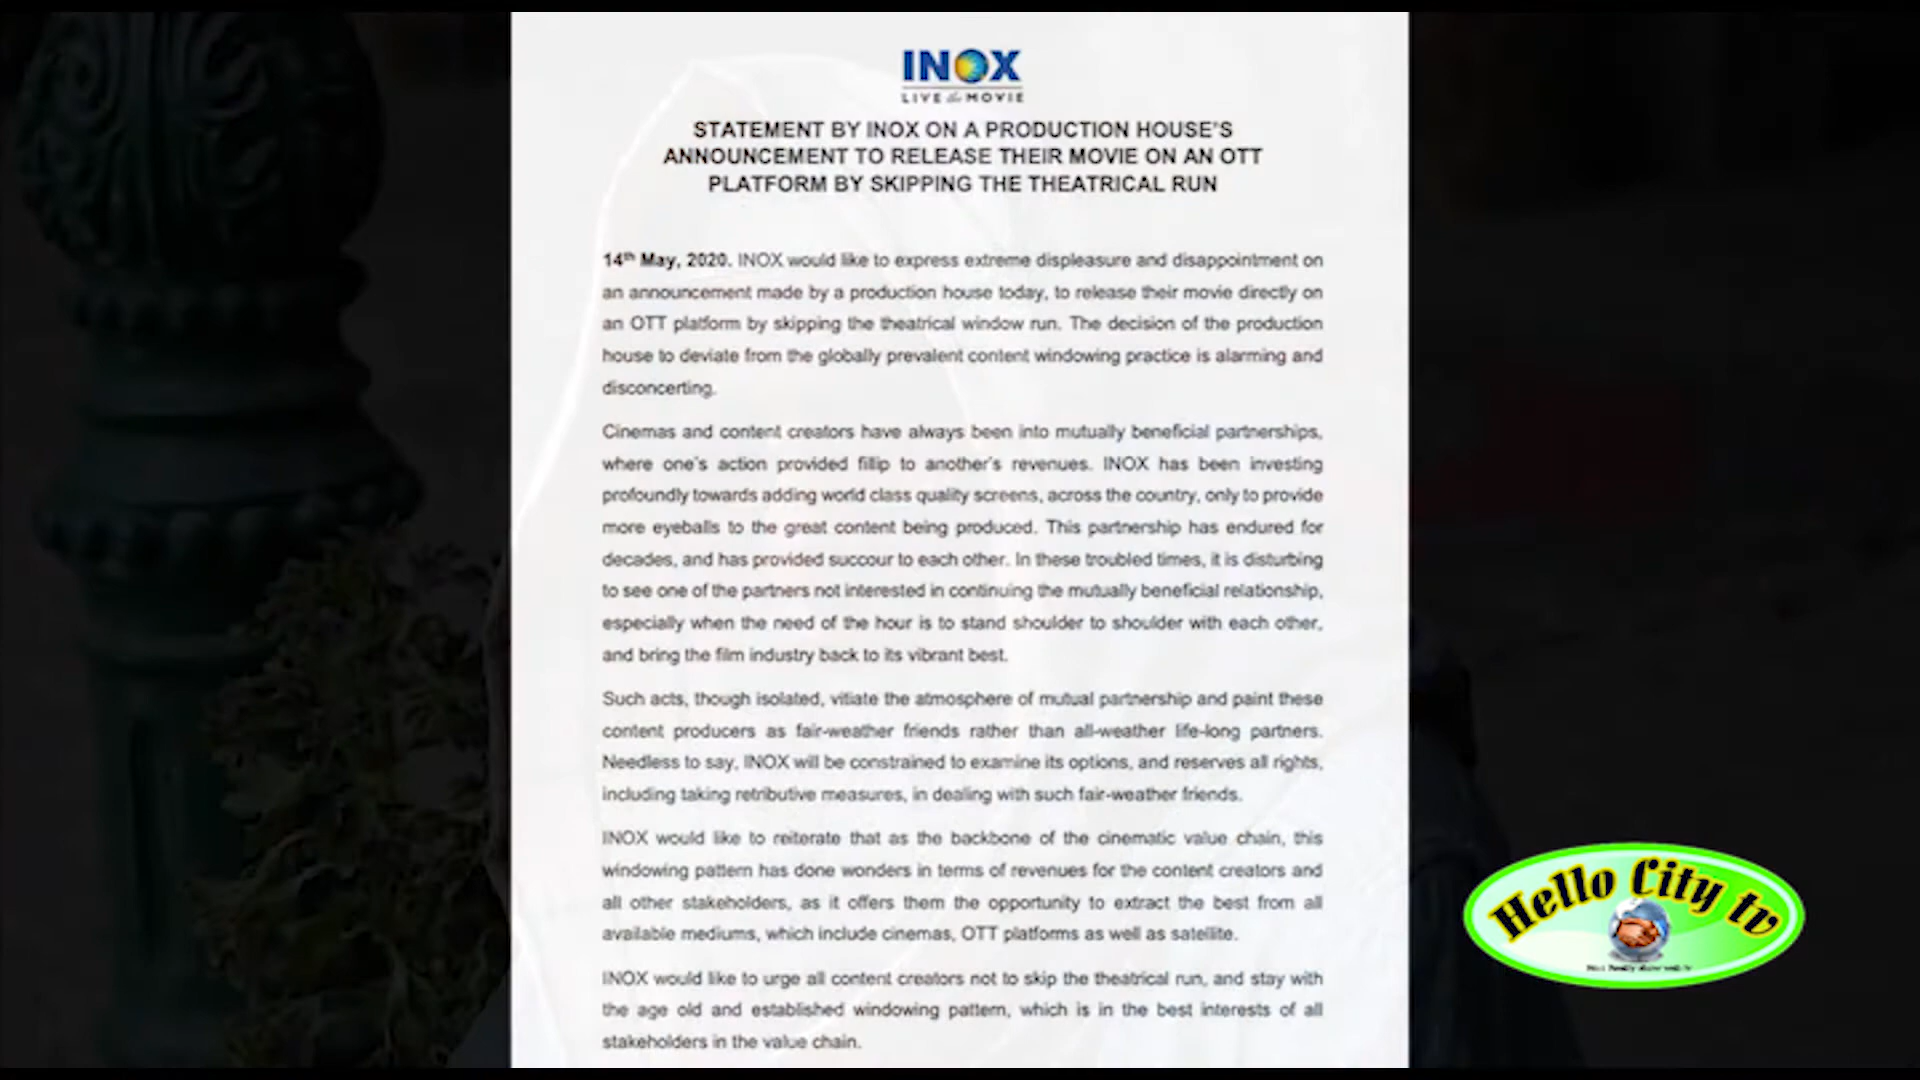 INOX
LIVE the MOVIE
STATEMENT BY INOX ON A PRODUCTION HOUSE'S
ANNOUNCEMENT TO RELEASE THEIR MOVIE ON AN OTT
PLATFORM BY SKIPPING THE THEATRICAL RUN
14th May, 2020. INOX would like to express extreme displeasure and disappointment on
an announcement made by a production house today, to release their movie directly on
an OTT platform by skipping the theatrical window run. The decision of the production
house to deviate from the globally prevalent content windowing practice is alarming and
disconcerting.
Cinemas and content creators have always been into mutually beneficial partnerships,
where one's action provided fillip to another's revenues. INOX has been investing
profoundly towards adding world class quality screens, across the country, only to provide
more eyeballs to the great content being produced. This partnership has endured for
decades, and has provided succour to each other. In these troubled times, it is disturbing
to see one of the partners not interested in continuing the mutually beneficial relationship,
especially when the need of the hour is to stand shoulder to shoulder with each other,
and bring the film industry back to its vibrant best.
Such acts, though isolated, vitiate the atmosphere of mutual partnership and paint these
content producers as fair-weather friends rather than all-weather life-long partners.
Needless to say, INOX will be constrained to examine its options, and reserves all rights,
including taking retributive measures, in dealing with such fair-weather friends.
INOX would like to reiterate that as the backbone of the cinematic value chain, this
windowing pattern has done wonders in terms of revenues for the content creators and
all other stakeholders, as it offers them the opportunity to extract the best from all
available mediums, which include cinemas, OTT platforms as well as satellite.
INOX would like to urge all content creators not to skip the theatrical run, and stay with
the age old and established windowing pattern, which is in the best interests of all
stakeholders in the value chain.
Hello City tv